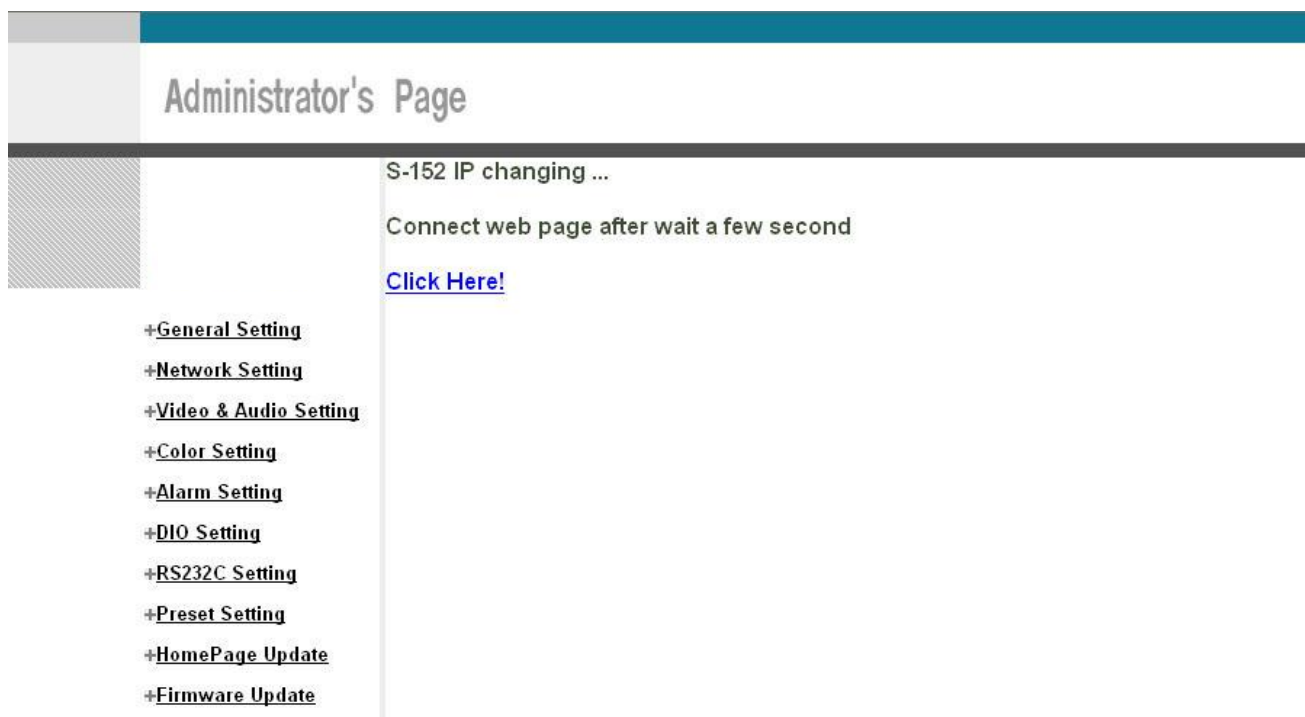 Administrator's Page
S-152 IP changing ...
Connect web page after wait a few second
Click Here!
+General Setting
+Network Setting
+Video & Audio Setting
+Color Setting
+Alarm Setting
+DIO Setting
+RS232C Setting
+Preset Setting
+HomePage Update
+Firmware Update